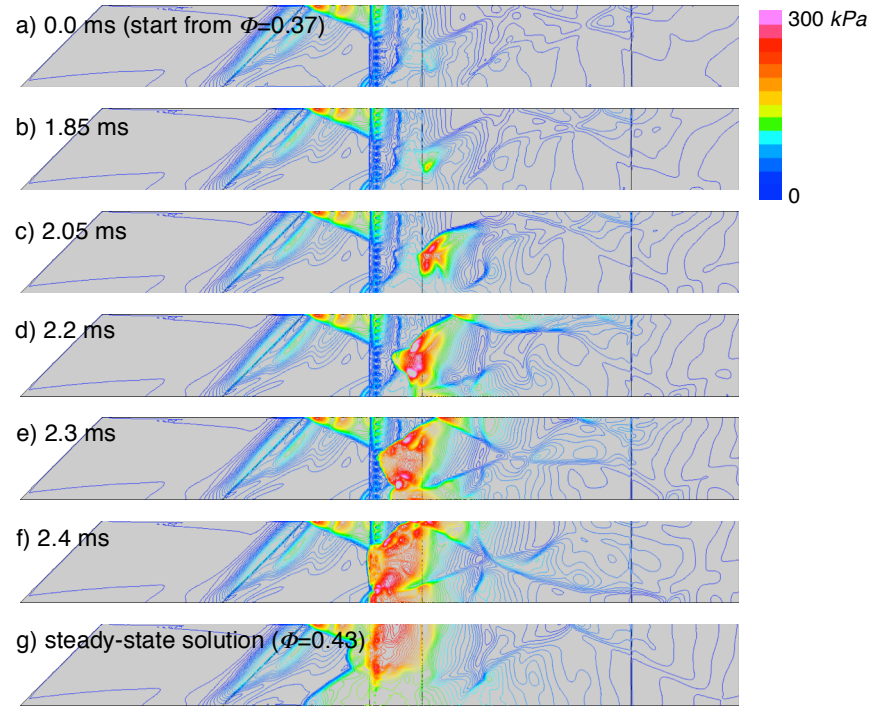 a) 0.0 ms (start from Φ=0.37)
300 kPa
b) 1.85 ms
0
c) 2.05 ms
d) 2.2 ms
e) 2.3 ms
f) 2.4 ms
g) steady-state solution (Φ=0.43)